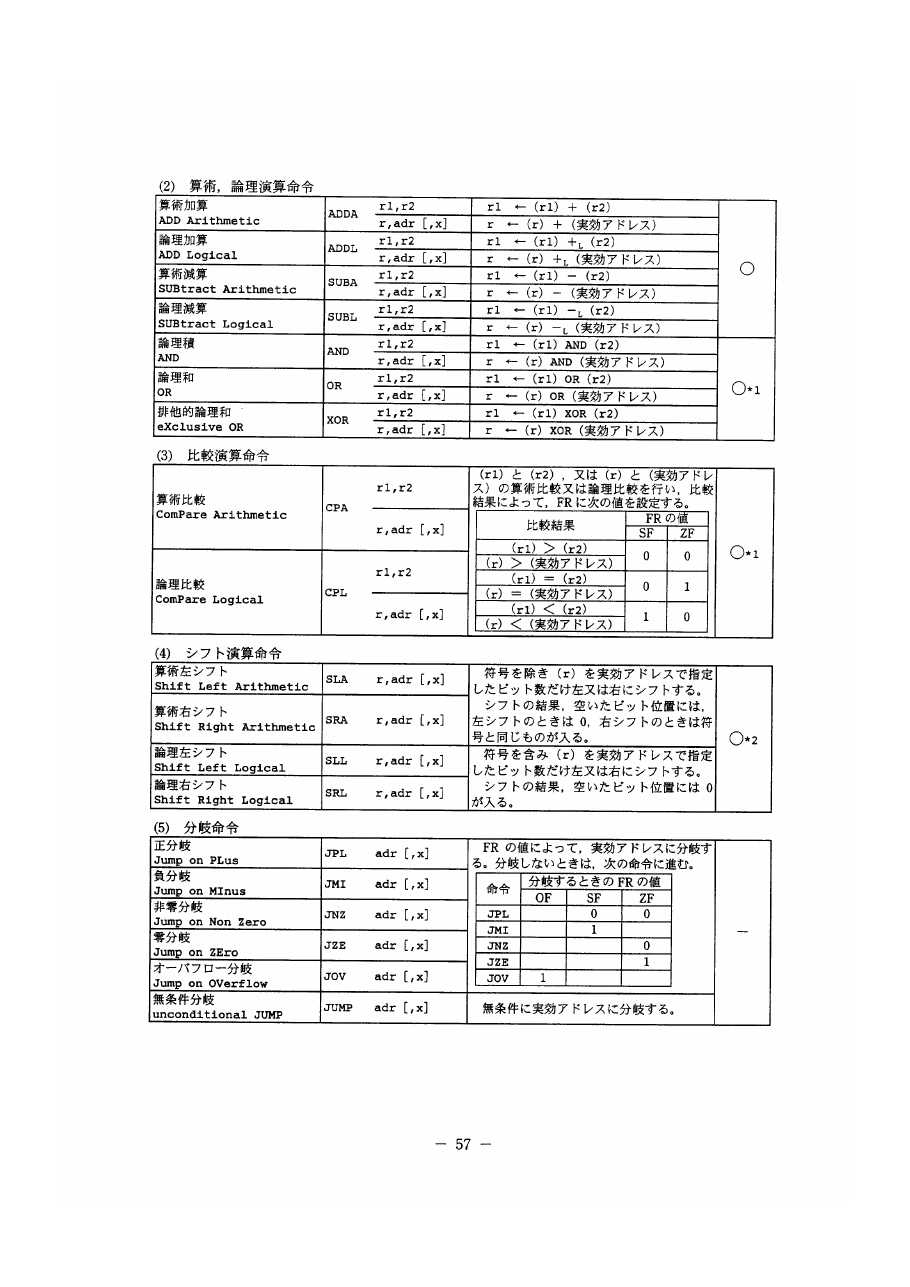 (2) 算術，論理演算命令
算術加算
ADD Arithmetic
ADDA
r1,r2
r1 ← (r1) + (r2)
r,adr [,x]
r ← (r) + (実効アドレス)
論理加算
ADD Logical
ADDL
r1,r2
r1 ← (r1) +L (r2)
r,adr [,x]
r ← (r) +L (実効アドレス)
算術減算
SUBtract Arithmetic
SUBA
r1,r2
r1 ← (r1) − (r2)
r,adr [,x]
r ← (r) − (実効アドレス)
論理減算
SUBtract Logical
SUBL
r1,r2
r1 ← (r1) −L (r2)
r,adr [,x]
r ← (r) −L (実効アドレス)
○
論理積
AND
AND
r1,r2
r1 ← (r1) AND (r2)
r,adr [,x]
r ← (r) AND (実効アドレス)
論理和
OR
OR
r1,r2
r1 ← (r1) OR (r2)
r,adr [,x]
r ← (r) OR (実効アドレス)
排他的論理和
eXclusive OR
XOR
r1,r2
r1 ← (r1) XOR (r2)
r,adr [,x]
r ← (r) XOR (実効アドレス)
○*1
(3) 比較演算命令
算術比較
ComPare Arithmetic
CPA
r1,r2
r,adr [,x]
論理比較
ComPare Logical
CPL
r1,r2
r,adr [,x]
(r1) と (r2)，又は (r) と (実効アドレ
ス) の算術比較又は論理比較を行い，比較
結果によって，FR に次の値を設定する。
比較結果
FR の値
SF ZF
(r1) > (r2)
(r) > (実効アドレス)
0 0
(r1) = (r2)
(r) = (実効アドレス)
0 1
(r1) < (r2)
(r) < (実効アドレス)
1 0
○*1
(4) シフト演算命令
算術左シフト
Shift Left Arithmetic
SLA r,adr [,x]
算術右シフト
Shift Right Arithmetic
SRA r,adr [,x]
符号を除き (r) を実効アドレスで指定
したビット数だけ左又は右にシフトする。
シフトの結果，空いたビット位置には，
左シフトのときは 0，右シフトのときは符
号と同じものが入る。
論理左シフト
Shift Left Logical
SLL r,adr [,x]
論理右シフト
Shift Right Logical
SRL r,adr [,x]
符号を含み (r) を実効アドレスで指定
したビット数だけ左又は右にシフトする。
シフトの結果，空いたビット位置には 0
が入る。
○*2
(5) 分岐命令
正分岐
Jump on PLus
JPL adr [,x]
負分岐
Jump on MInus
JMI adr [,x]
非零分岐
Jump on Non Zero
JNZ adr [,x]
零分岐
Jump on ZEro
JZE adr [,x]
オーバフロー分岐
Jump on OVerflow
JOV adr [,x]
FR の値によって，実効アドレスに分岐す
る。分岐しないときは，次の命令に進む。
命令
分岐するときの FR の値
OF SF ZF
JPL 0 0
JMI 1
JNZ 0
JZE 1
JOV 1
無条件分岐
unconditional JUMP
JUMP adr [,x]
無条件に実効アドレスに分岐する。
−
− 57 −